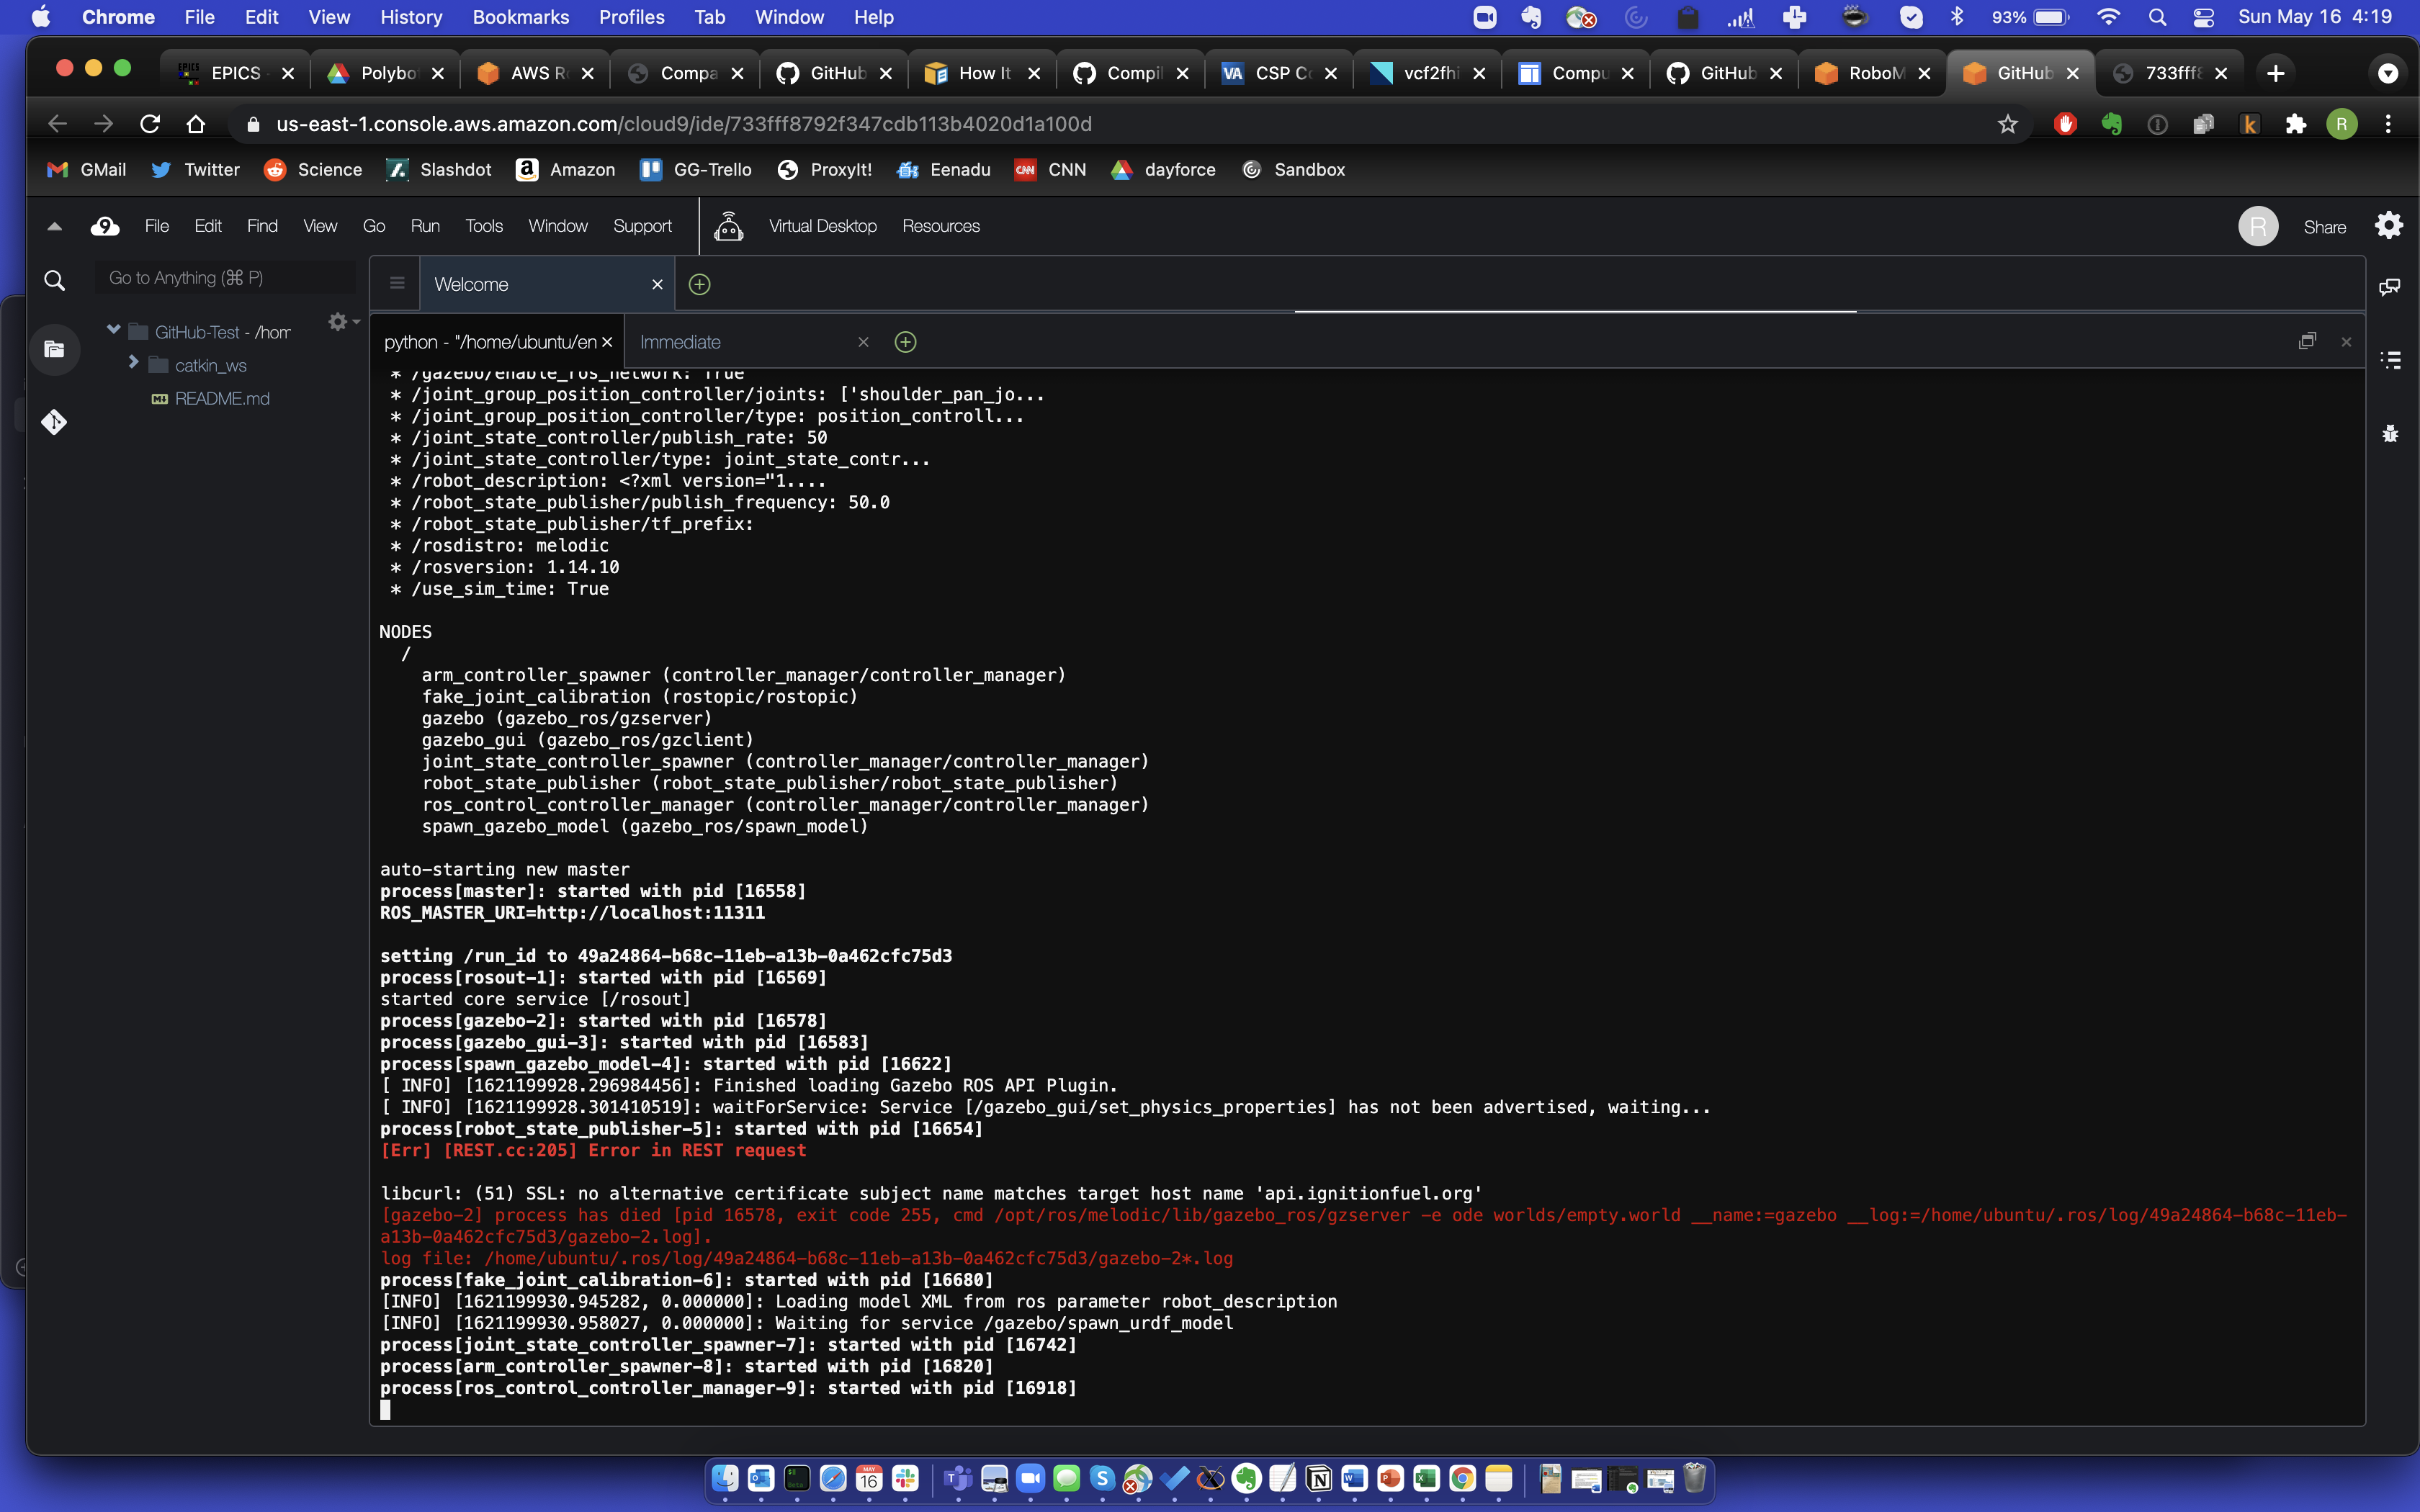 Chrome File Edit View History Bookmarks Profiles Tab Window Help 93% Sun May 16 4:19
EPICS Polybo AWS R Compa GitHub How It Compil CSP C vcf2fhi Compu GitHub RoboM GitHub 733fff8
us-east-1.console.aws.amazon.com/cloud9/ide/733fff8792f347cdb113b4020d1a100d
GMail Twitter Science Slashdot Amazon GG-Trello ProxyIt! Eenadu CNN dayforce Sandbox
File Edit Find View Go Run Tools Window Support Virtual Desktop Resources R Share
Go to Anything (⌘ P)
Welcome
GitHub-Test - /hom
catkin_ws
README.md
python - "/home/ubuntu/en Immediate
* /gazebo/enable_ros_network: True
* /joint_group_position_controller/joints: ['shoulder_pan_jo...
* /joint_group_position_controller/type: position_controll...
* /joint_state_controller/publish_rate: 50
* /joint_state_controller/type: joint_state_contr...
* /robot_description: <?xml version="1....
* /robot_state_publisher/publish_frequency: 50.0
* /robot_state_publisher/tf_prefix:
* /rosdistro: melodic
* /rosversion: 1.14.10
* /use_sim_time: True
NODES
/
arm_controller_spawner (controller_manager/controller_manager)
fake_joint_calibration (rostopic/rostopic)
gazebo (gazebo_ros/gzserver)
gazebo_gui (gazebo_ros/gzclient)
joint_state_controller_spawner (controller_manager/controller_manager)
robot_state_publisher (robot_state_publisher/robot_state_publisher)
ros_control_controller_manager (controller_manager/controller_manager)
spawn_gazebo_model (gazebo_ros/spawn_model)
auto-starting new master
process[master]: started with pid [16558]
ROS_MASTER_URI=http://localhost:11311
setting /run_id to 49a24864-b68c-11eb-a13b-0a462cfc75d3
process[rosout-1]: started with pid [16569]
started core service [/rosout]
process[gazebo-2]: started with pid [16578]
process[gazebo_gui-3]: started with pid [16583]
process[spawn_gazebo_model-4]: started with pid [16622]
[ INFO] [1621199928.296984456]: Finished loading Gazebo ROS API Plugin.
[ INFO] [1621199928.301410519]: waitForService: Service [/gazebo_gui/set_physics_properties] has not been advertised, waiting...
process[robot_state_publisher-5]: started with pid [16654]
[Err] [REST.cc:205] Error in REST request
libcurl: (51) SSL: no alternative certificate subject name matches target host name 'api.ignitionfuel.org'
[gazebo-2] process has died [pid 16578, exit code 255, cmd /opt/ros/melodic/lib/gazebo_ros/gzserver -e ode worlds/empty.world __name:=gazebo __log:=/home/ubuntu/.ros/log/49a24864-b68c-11eb-
a13b-0a462cfc75d3/gazebo-2.log].
log file: /home/ubuntu/.ros/log/49a24864-b68c-11eb-a13b-0a462cfc75d3/gazebo-2*.log
process[fake_joint_calibration-6]: started with pid [16680]
[INFO] [1621199930.945282, 0.000000]: Loading model XML from ros parameter robot_description
[INFO] [1621199930.958027, 0.000000]: Waiting for service /gazebo/spawn_urdf_model
process[joint_state_controller_spawner-7]: started with pid [16742]
process[arm_controller_spawner-8]: started with pid [16820]
process[ros_control_controller_manager-9]: started with pid [16918]